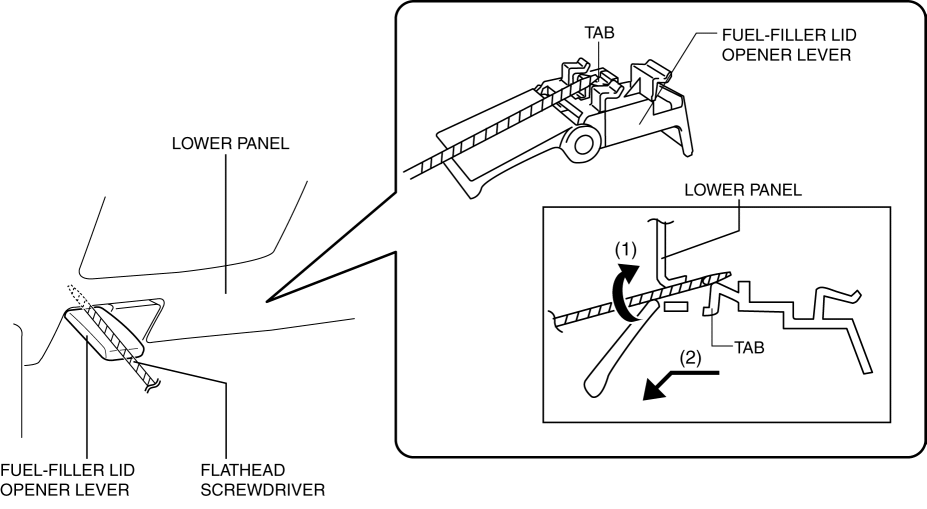 TAB
FUEL-FILLER LID
OPENER LEVER
LOWER PANEL
LOWER PANEL
(1)
TAB
(2)
FUEL-FILLER LID
OPENER LEVER
FLATHEAD
SCREWDRIVER